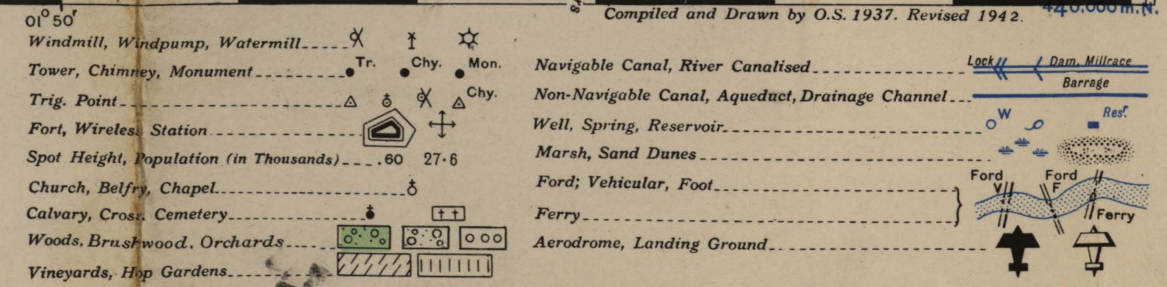 01° 50'
Compiled and Drawn by O.S. 1937. Revised 1942.
440,000 m.N.
Windmill, Windpump, Watermill
Tower, Chimney, Monument Tr. Chy. Mon.
Trig. Point Chy.
Fort, Wireless Station
Spot Height, Population (in Thousands) .60 27·6
Church, Belfry, Chapel
Calvary, Cross, Cemetery
Woods, Brushwood, Orchards
Vineyards, Hop Gardens
Navigable Canal, River Canalised Lock Dam, Millrace
Barrage
Non-Navigable Canal, Aqueduct, Drainage Channel
Well, Spring, Reservoir W Resr.
Marsh, Sand Dunes
Ford; Vehicular, Foot Ford V Ford F
Ferry Ferry
Aerodrome, Landing Ground